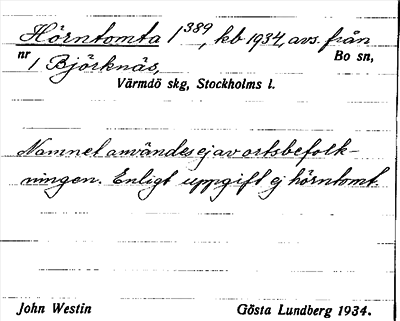 Hörntomta 1³⁸⁹, kb 1934, avs. från
nr 1 Björknäs, Bo sn,
Värmdö skg, Stockholms l.
Namnet användes ej av ortsbefolk-
ningen. Enligt uppgift ej hörntomt.
John Westin Gösta Lundberg 1934.